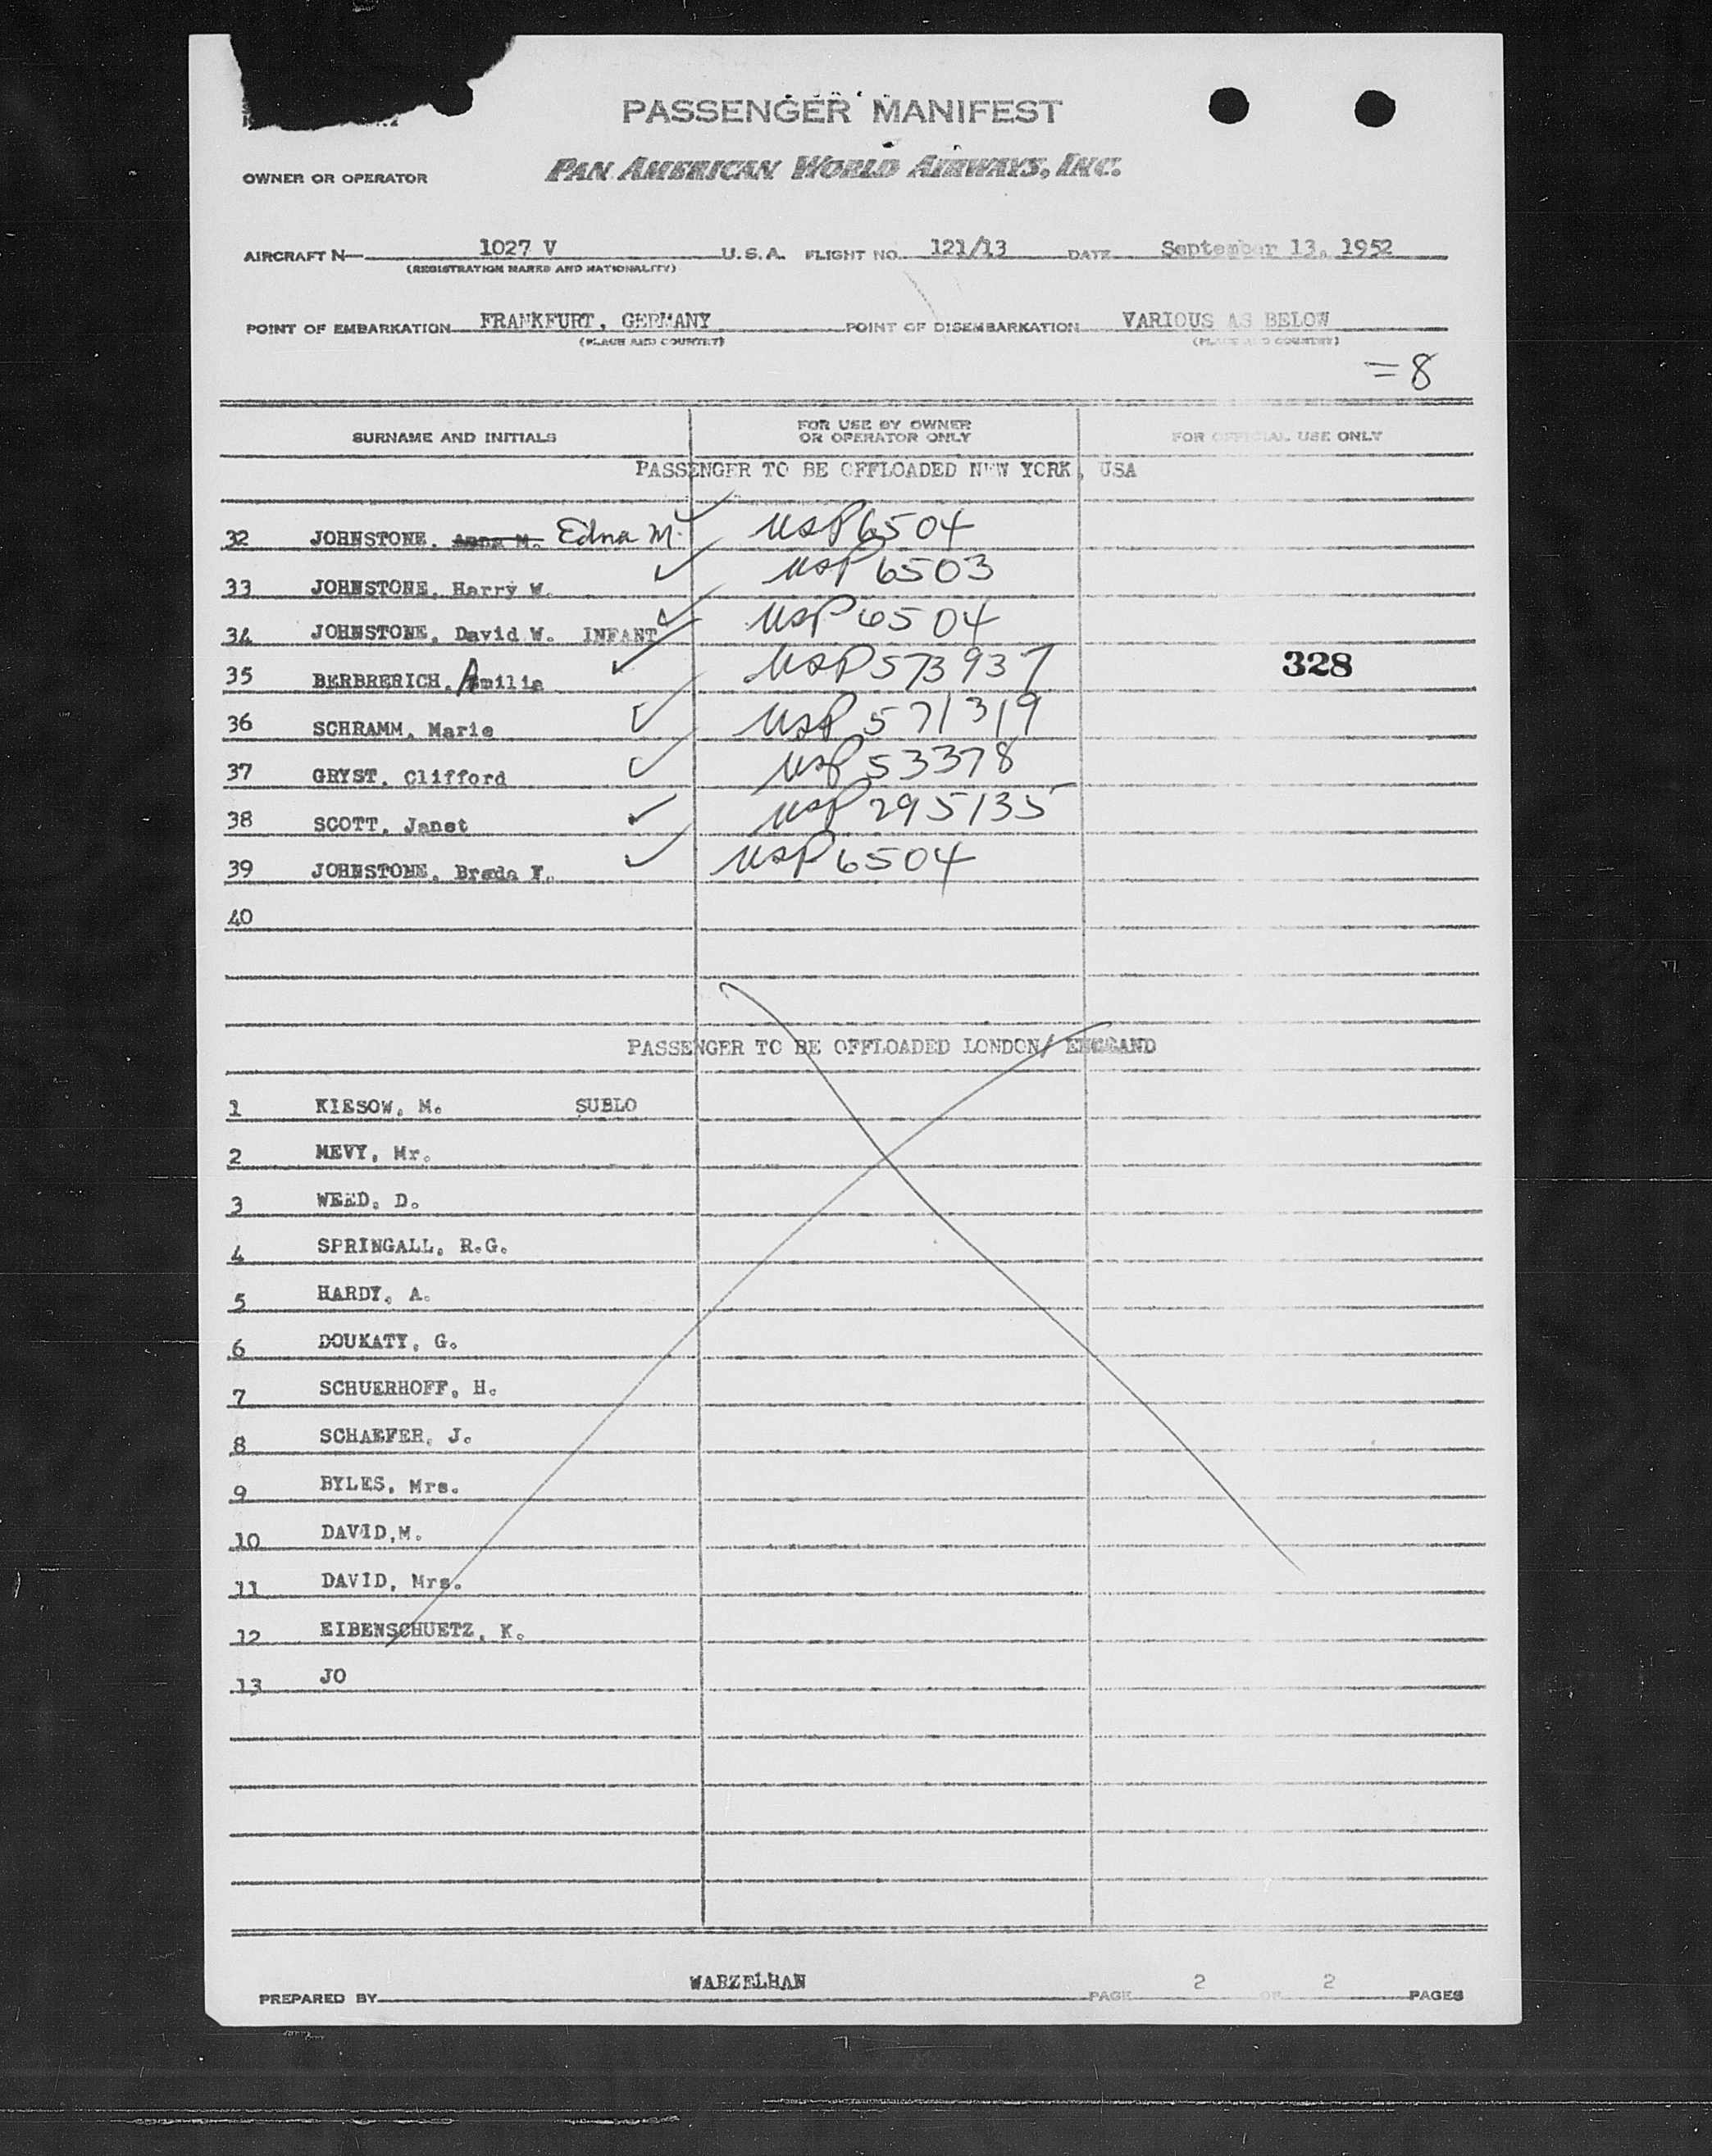 PASSENGER MANIFEST
OWNER OR OPERATOR PAN AMERICAN WORLD AIRWAYS, INC.
AIRCRAFT N— 1027 V U.S.A. FLIGHT NO. 121/13 DATE September 13, 1952
(REGISTRATION MARKS AND NATIONALITY)
POINT OF EMBARKATION FRANKFURT, GERMANY POINT OF DISEMBARKATION VARIOUS AS BELOW
(PLACE AND COUNTRY) (PLACE AND COUNTRY)
=8
SURNAME AND INITIALS FOR USE BY OWNER OR OPERATOR ONLY FOR OFFICIAL USE ONLY
PASSENGER TO BE OFFLOADED NEW YORK, USA
32 JOHNSTONE, Anna M. Edna M. ✓ USP 6504
33 JOHNSTONE, Harry W. ✓ USP 6503
34 JOHNSTONE, David W. INFANT ✓ USP 6504
35 BERBRERICH, Amilie ✓ USP 573937 328
36 SCHRAMM, Marie ✓ USP 571319
37 GRYST, Clifford ✓ USP 53378
38 SCOTT, Janet ✓ USP 295135
39 JOHNSTONE, Breda F. ✓ USP 6504
40
PASSENGER TO BE OFFLOADED LONDON/ ENGLAND
1 KIESOW, M. SUBLO
2 MEVY, Mr.
3 WEED, D.
4 SPRINGALL, R.G.
5 HARDY, A.
6 DOUKATY, G.
7 SCHUERHOFF, H.
8 SCHAEFER, J.
9 BYLES, Mrs.
10 DAVID,M.
11 DAVID, Mrs.
12 EIBENSCHUETZ, K.
13 JO
PREPARED BY WARZELHAN PAGE 2 OF 2 PAGES